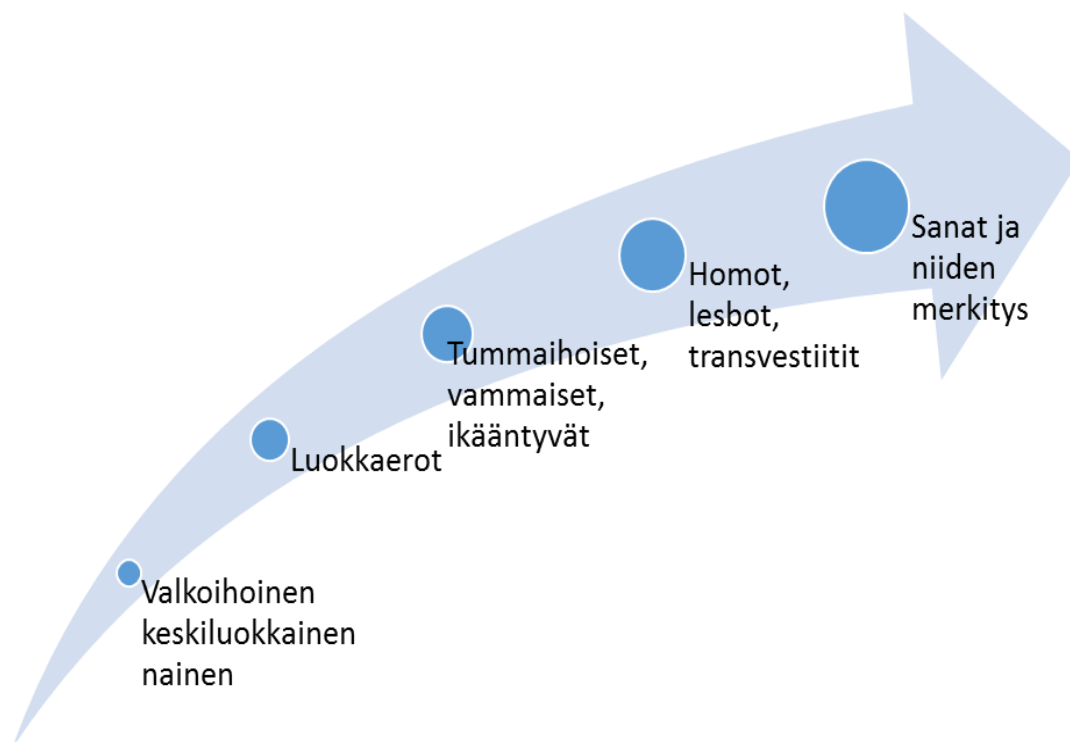 Valkoihoinen
keskiluokkainen
nainen
Luokkaerot
Tummaihoiset,
vammaiset,
ikääntyvät
Homot,
lesbot,
transvestiitit
Sanat ja
niiden
merkitys